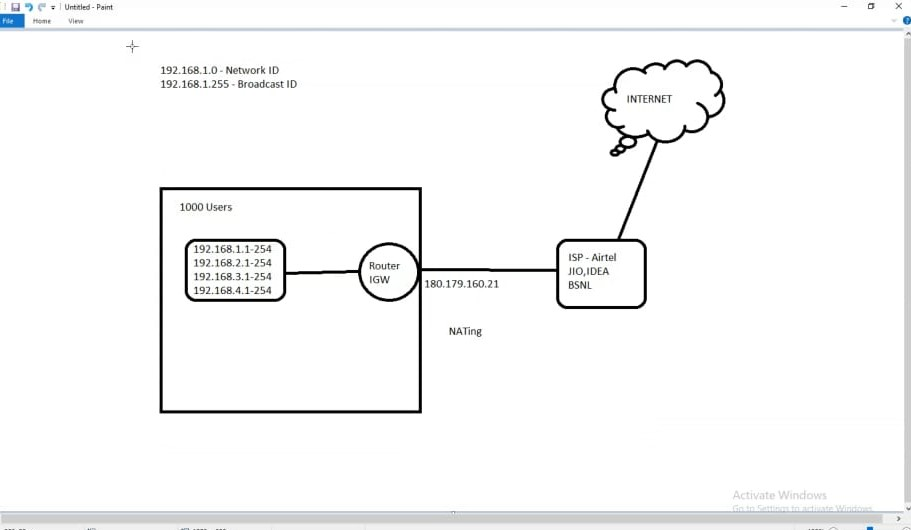 Untitled - Paint
File Home View
192.168.1.0 - Network ID
192.168.1.255 - Broadcast ID
INTERNET
1000 Users
192.168.1.1-254
192.168.2.1-254
192.168.3.1-254
192.168.4.1-254
Router
IGW
180.179.160.21
ISP - Airtel
JIO,IDEA
BSNL
NATing
Activate Windows
Go to Settings to activate Windows.